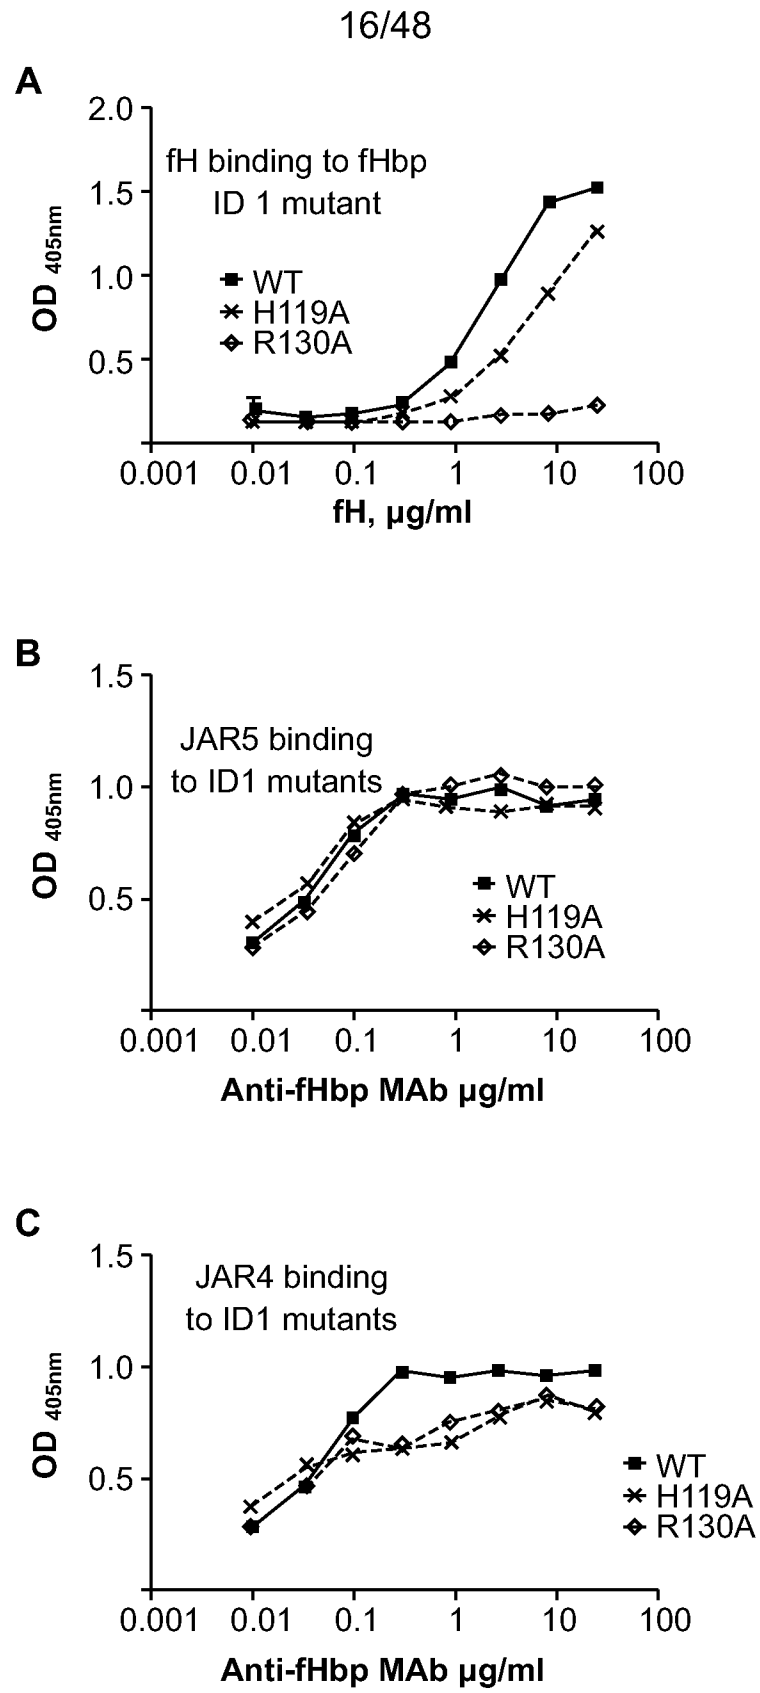 16/48
A
2.0
1.5
1.0
0.5
OD 405nm
fH binding to fHbp
ID 1 mutant
WT
H119A
R130A
0.001 0.01 0.1 1 10 100
fH, µg/ml
B
1.5
1.0
0.5
OD 405nm
JAR5 binding
to ID1 mutants
WT
H119A
R130A
0.001 0.01 0.1 1 10 100
Anti-fHbp MAb µg/ml
C
1.5
1.0
0.5
OD 405nm
JAR4 binding
to ID1 mutants
WT
H119A
R130A
0.001 0.01 0.1 1 10 100
Anti-fHbp MAb µg/ml